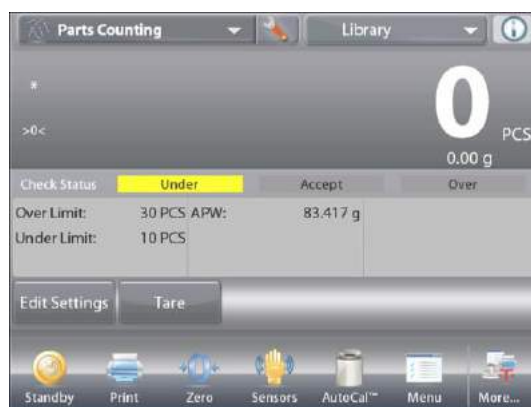 Parts Counting Library
*
>0<
0 PCS
0.00 g
Check Status Under Accept Over
Over Limit: 30 PCS APW: 83.417 g
Under Limit: 10 PCS
Edit Settings Tare
Standby Print Zero Sensors AutoCal™ Menu More...